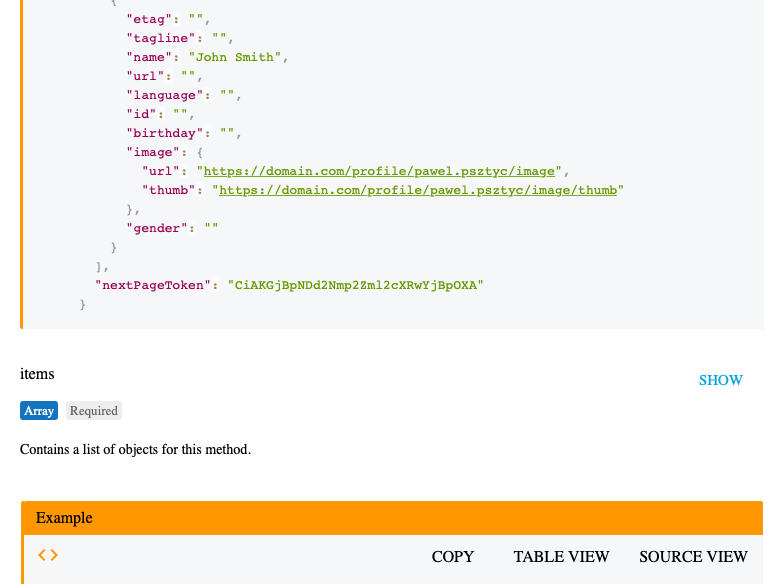 {
"etag": "",
"tagline": "",
"name": "John Smith",
"url": "",
"language": "",
"id": "",
"birthday": "",
"image": {
"url": "https://domain.com/profile/pawel.psztyc/image",
"thumb": "https://domain.com/profile/pawel.psztyc/image/thumb"
},
"gender": ""
}
],
"nextPageToken": "CiAKGjBpNDd2Nmp2Zml2cXRwYjBpOXA"
}
items
SHOW
Array Required
Contains a list of objects for this method.
Example
<> COPY TABLE VIEW SOURCE VIEW